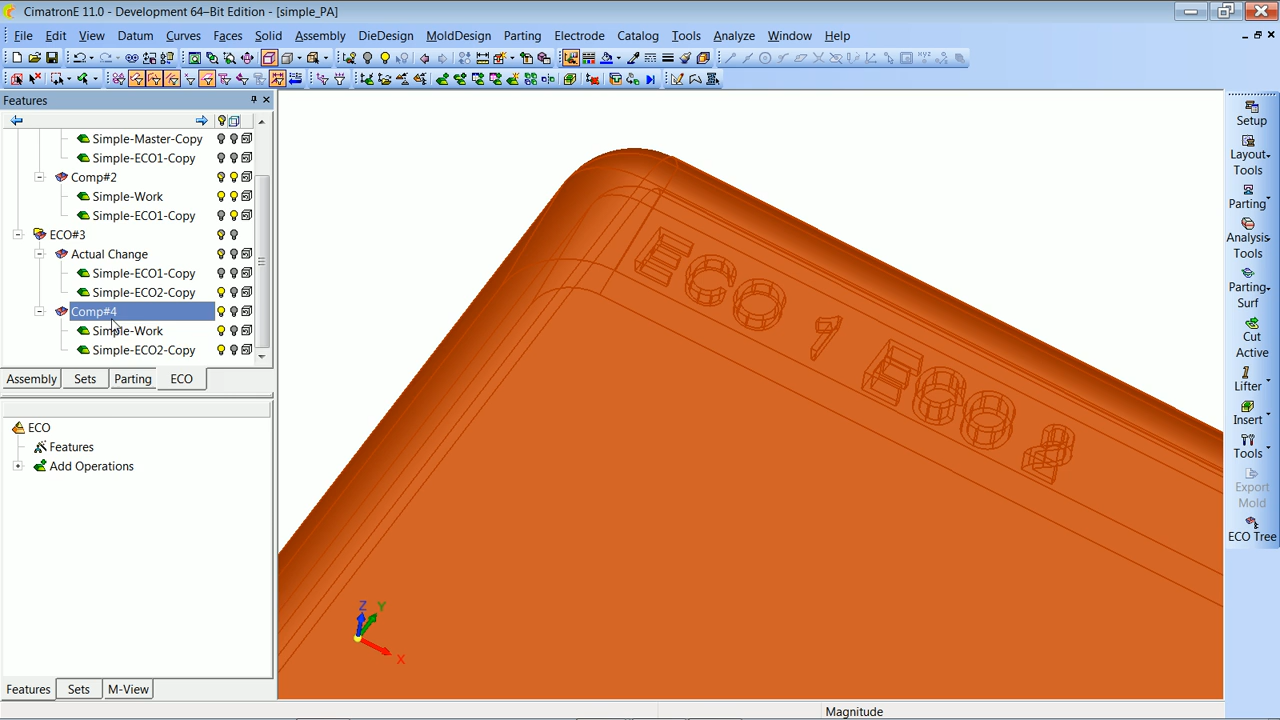 CimatronE 11.0 - Development 64–Bit Edition - [simple_PA]
File Edit View Datum Curves Faces Solid Assembly DieDesign MoldDesign Parting Electrode Catalog Tools Analyze Window Help
Features
Simple-Master-Copy
Simple-ECO1-Copy
Comp#2
Simple-Work
Simple-ECO1-Copy
ECO#3
Actual Change
Simple-ECO1-Copy
Simple-ECO2-Copy
Comp#4
Simple-Work
Simple-ECO2-Copy
Assembly Sets Parting ECO
ECO
Features
Add Operations
Features Sets M-View
ECO 1 ECO 2
Z
Y
X
Setup
Layout
Tools
Parting
Analysis
Tools
Parting
Surf
Cut
Active
Lifter
Insert
Tools
Export
Mold
ECO Tree
Magnitude